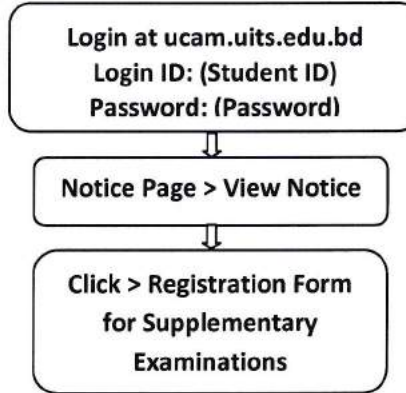 Login at ucam.uits.edu.bd
Login ID: (Student ID)
Password: (Password)
Notice Page > View Notice
Click > Registration Form
for Supplementary
Examinations